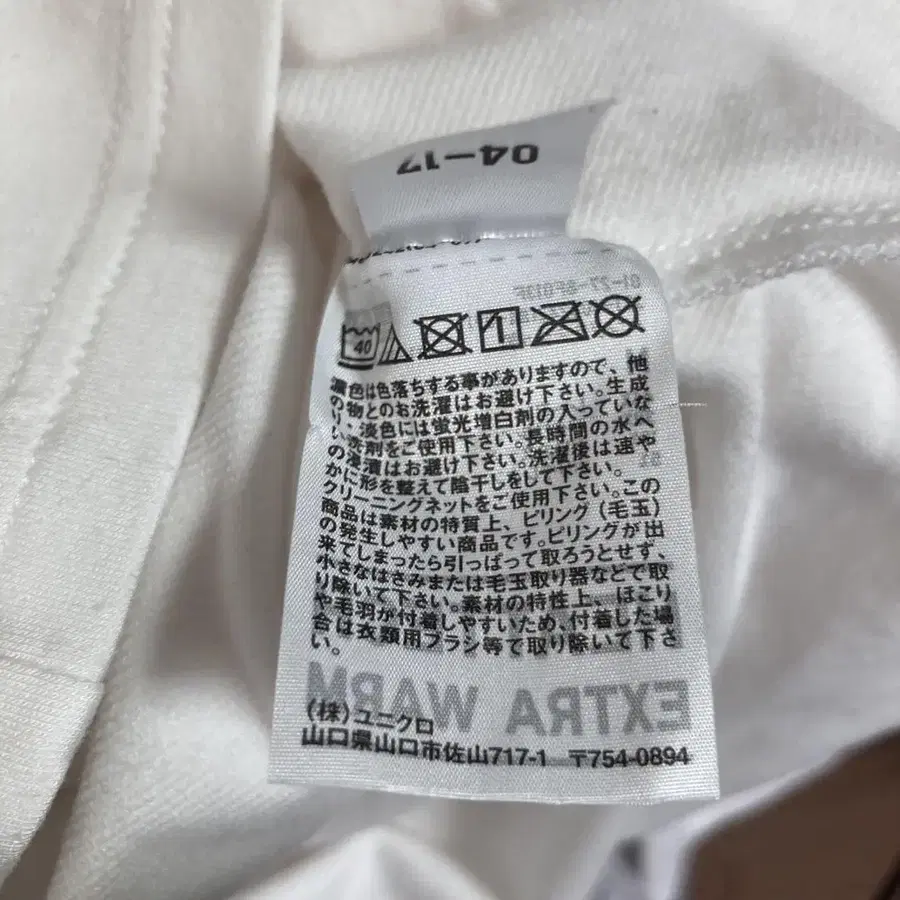 04-17
40
濃色は色落ちする事がありますので、他
の物とのお洗濯はお避け下さい。生成
り・淡色には蛍光増白剤の入っていな
い洗剤をご使用下さい。長時間の水へ
の浸漬はお避け下さい。洗濯後は速や
かに形を整えて陰干しをして下さい。
クリーニングネットをご使用下さい。この
商品は素材の特質上、ピリング(毛玉)
の発生しやすい商品です。ピリングが出
来てしまったら引っぱって取ろうとせず、
小さなはさみまたは毛玉取り器などで取
り除いて下さい。素材の特性上、ほこり
や毛羽が付着しやすいため、付着した場
合は衣類用ブラシ等で取り除いて下さ
い。
EXTRA WARM
(株)ユニクロ
山口県山口市佐山717-1 〒754-0894